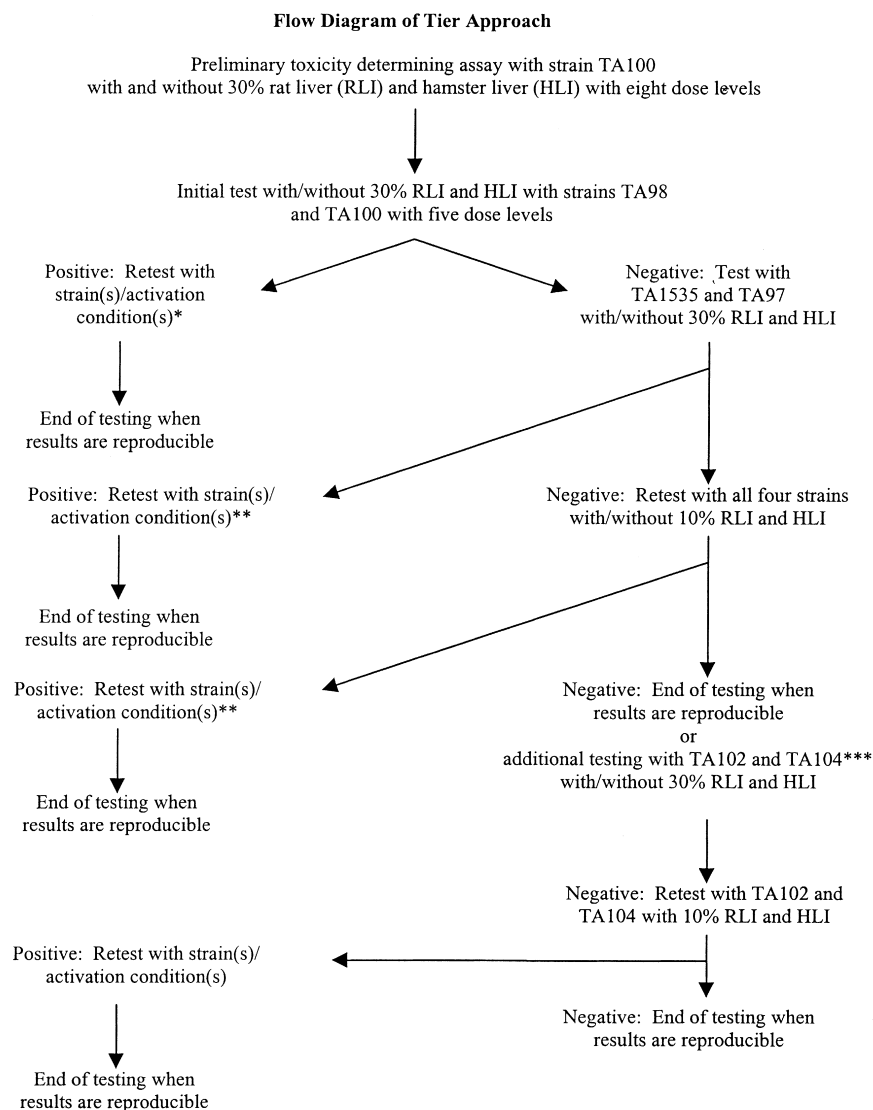 Flow Diagram of Tier Approach
Preliminary toxicity determining assay with strain TA100
with and without 30% rat liver (RLI) and hamster liver (HLI) with eight dose levels
Initial test with/without 30% RLI and HLI with strains TA98
and TA100 with five dose levels
Positive: Retest with
strain(s)/activation
condition(s)*
Negative: Test with
TA1535 and TA97
with/without 30% RLI and HLI
End of testing when
results are reproducible
Positive: Retest with strain(s)/
activation condition(s)**
Negative: Retest with all four strains
with/without 10% RLI and HLI
End of testing when
results are reproducible
Positive: Retest with strain(s)/
activation condition(s)**
Negative: End of testing when
results are reproducible
or
additional testing with TA102 and TA104***
with/without 30% RLI and HLI
End of testing when
results are reproducible
Negative: Retest with TA102 and
TA104 with 10% RLI and HLI
Positive: Retest with strain(s)/
activation condition(s)
Negative: End of testing when
results are reproducible
End of testing when
results are reproducible